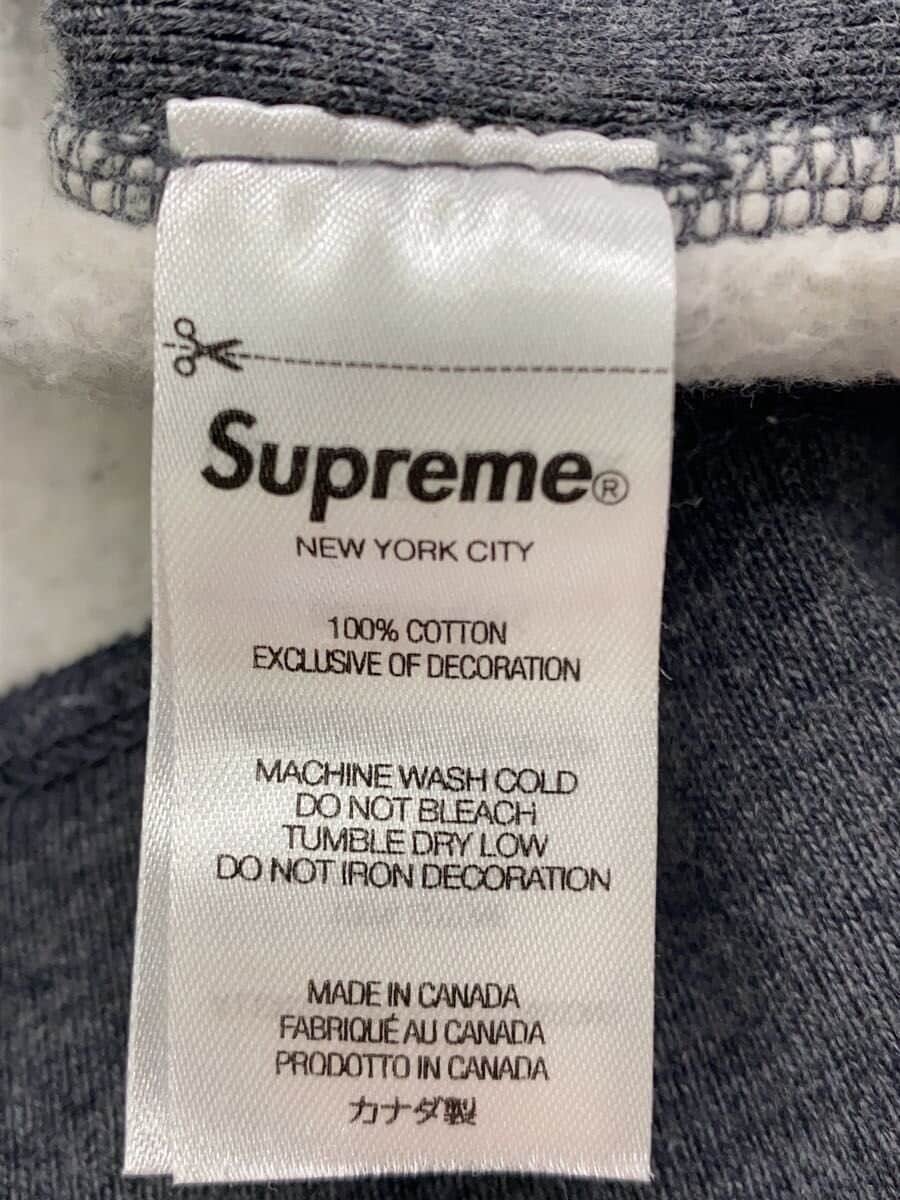 Supreme®
NEW YORK CITY
100% COTTON
EXCLUSIVE OF DECORATION
MACHINE WASH COLD
DO NOT BLEACH
TUMBLE DRY LOW
DO NOT IRON DECORATION
MADE IN CANADA
FABRIQUÉ AU CANADA
PRODOTTO IN CANADA
カナダ製